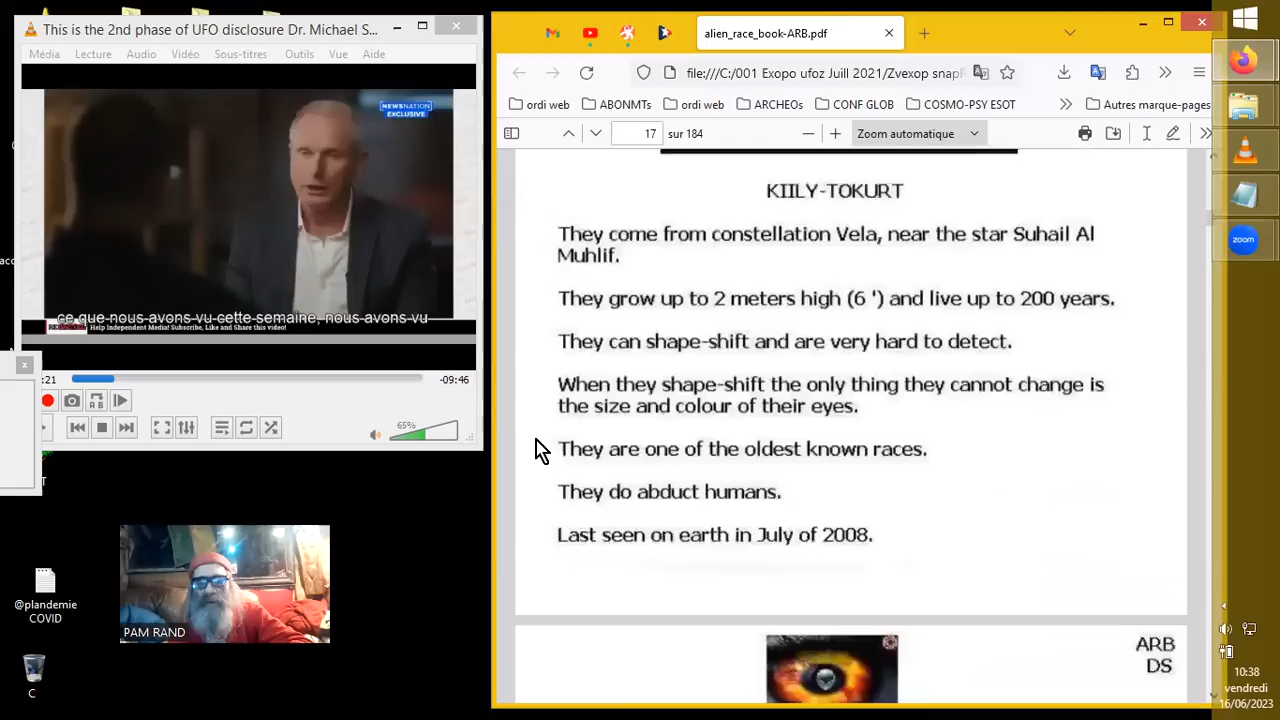 This is the 2nd phase of UFO disclosure Dr. Michael S...
Média Lecture Audio Vidéo Sous-titres Outils Vue Aide
NEWSNATION
EXCLUSIVE
ce que nous avons vu cette semaine, nous avons vu
Help Independent Media! Subscribe, Like and Share this video!
:21
-09:46
65%
@plandemie
COVID
PAM RAND
C
alien_race_book-ARB.pdf
file:///C:/001 Exopo ufoz Juill 2021/Zvexop snapF
ordi web ABONMTs ordi web ARCHEO3 CONF GLOB COSMO-PSY ESOT Autres marque-pages
17 sur 184 Zoom automatique
KIILY-TOKURT
They come from constellation Vela, near the star Suhail Al
Muhlif.
They grow up to 2 meters high (6 ') and live up to 200 years.
They can shape-shift and are very hard to detect.
When they shape-shift the only thing they cannot change is
the size and colour of their eyes.
They are one of the oldest known races.
They do abduct humans.
Last seen on earth in July of 2008.
ARB
DS
zoom
10:38
vendredi
16/06/2023